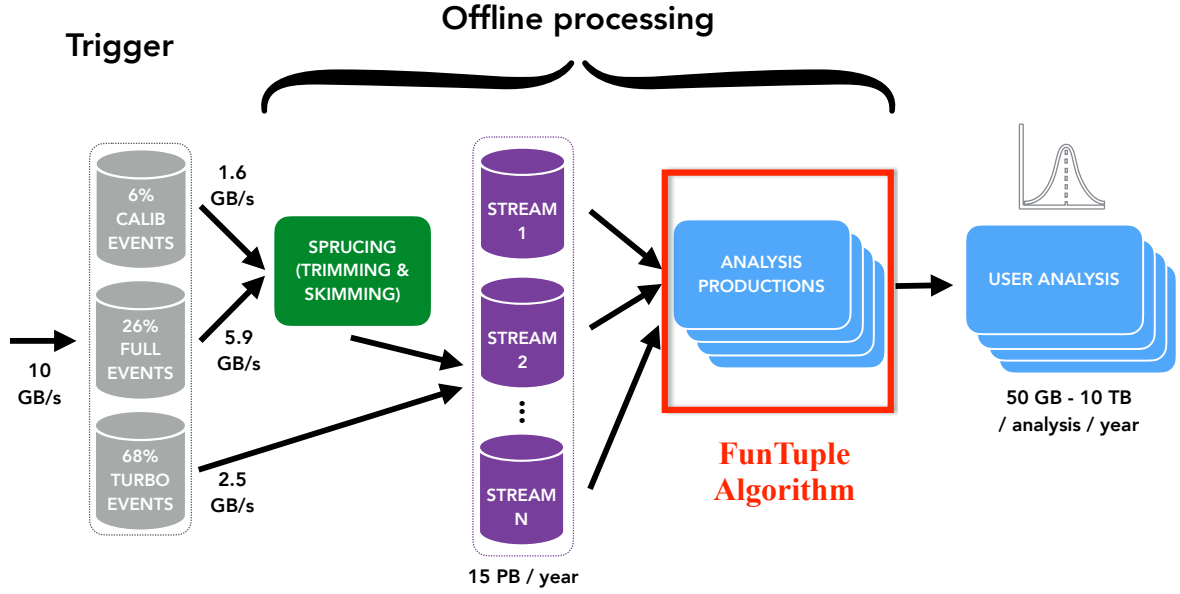 Offline processing
Trigger
6%
CALIB
EVENTS
1.6
GB/s
26%
FULL
EVENTS
5.9
GB/s
10
GB/s
68%
TURBO
EVENTS
2.5
GB/s
SPRUCING
(TRIMMING &
SKIMMING)
STREAM
1
STREAM
2
...
STREAM
N
15 PB / year
ANALYSIS
PRODUCTIONS
FunTuple
Algorithm
USER ANALYSIS
50 GB - 10 TB
/ analysis / year